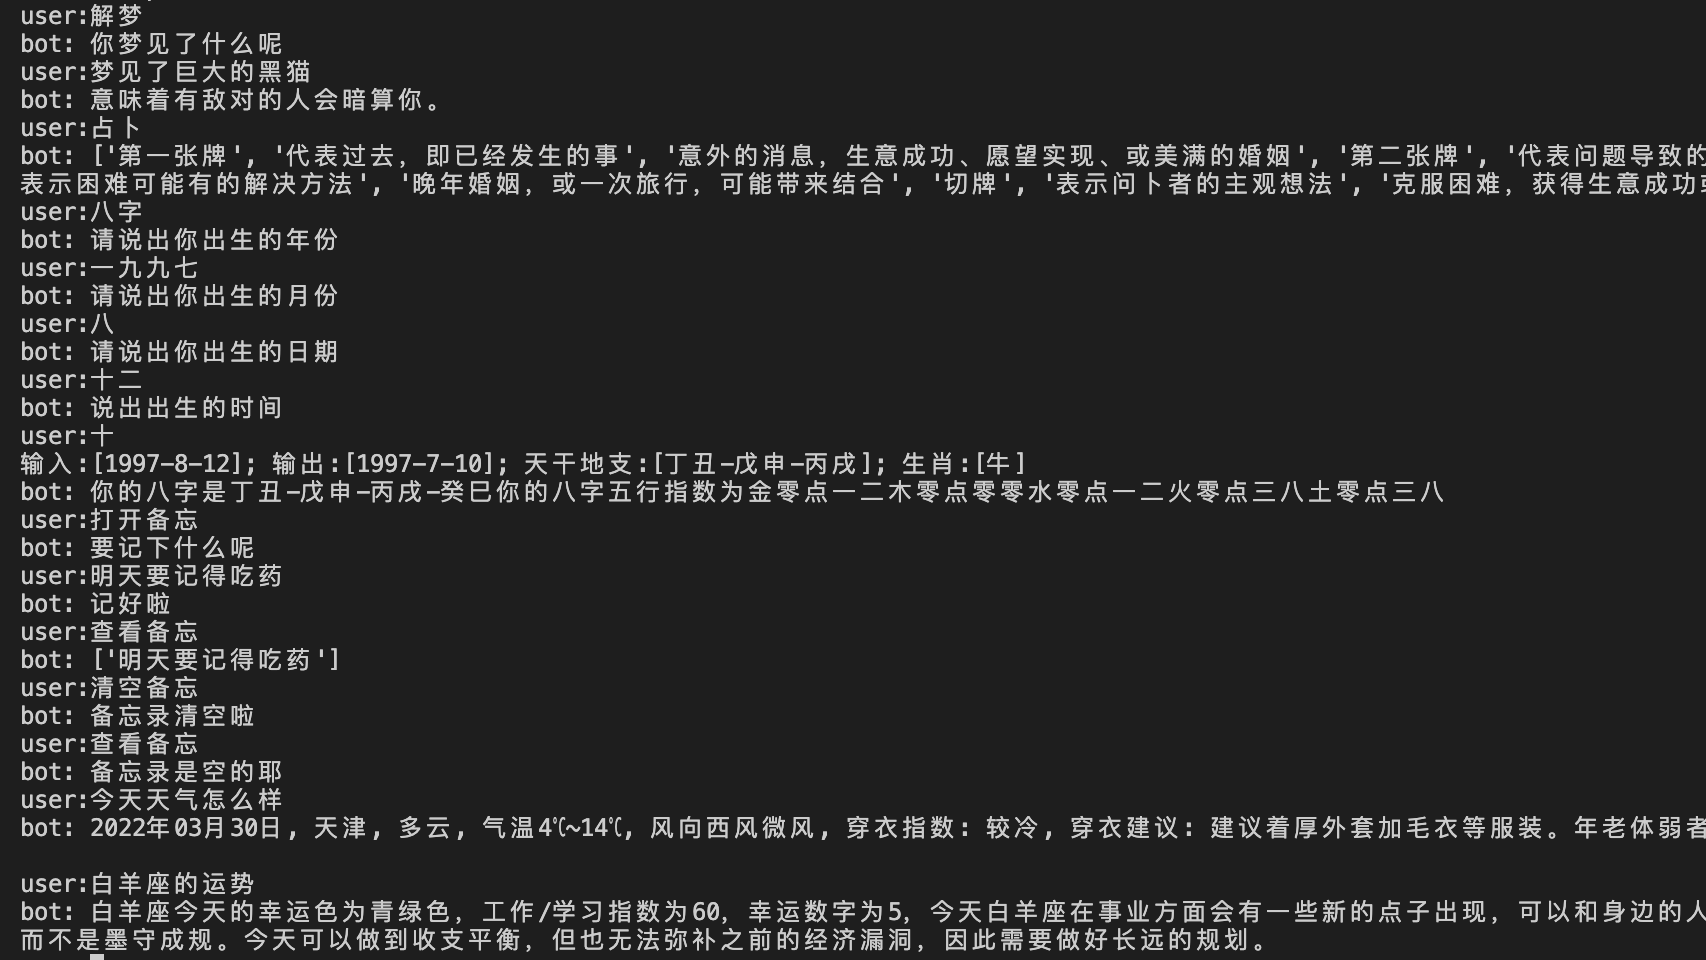 user:解梦
bot: 你梦见了什么呢
user:梦见了巨大的黑猫
bot: 意味着有敌对的人会暗算你。
user:占卜
bot: ['第一张牌', '代表过去，即已经发生的事', '意外的消息，生意成功、愿望实现、或美满的婚姻', '第二张牌', '代表问题导致的
表示困难可能有的解决方法', '晚年婚姻，或一次旅行，可能带来结合', '切牌', '表示问卜者的主观想法', '克服困难，获得生意成功或
user:八字
bot: 请说出你出生的年份
user:一九九七
bot: 请说出你出生的月份
user:八
bot: 请说出你出生的日期
user:十二
bot: 说出出生的时间
user:十
输入:[1997-8-12]; 输出:[1997-7-10]; 天干地支:[丁丑-戊申-丙戌]; 生肖:[牛]
bot: 你的八字是丁丑-戊申-丙戌-癸巳你的八字五行指数为金零点一二木零点零零水零点一二火零点三八土零点三八
user:打开备忘
bot: 要记下什么呢
user:明天要记得吃药
bot: 记好啦
user:查看备忘
bot: ['明天要记得吃药']
user:清空备忘
bot: 备忘录清空啦
user:查看备忘
bot: 备忘录是空的耶
user:今天天气怎么样
bot: 2022年03月30日, 天津, 多云, 气温4℃~14℃, 风向西风微风, 穿衣指数: 较冷, 穿衣建议: 建议着厚外套加毛衣等服装。年老体弱者
user:白羊座的运势
bot: 白羊座今天的幸运色为青绿色，工作/学习指数为60，幸运数字为5，今天白羊座在事业方面会有一些新的点子出现，可以和身边的人
而不是墨守成规。今天可以做到收支平衡，但也无法弥补之前的经济漏洞，因此需要做好长远的规划。